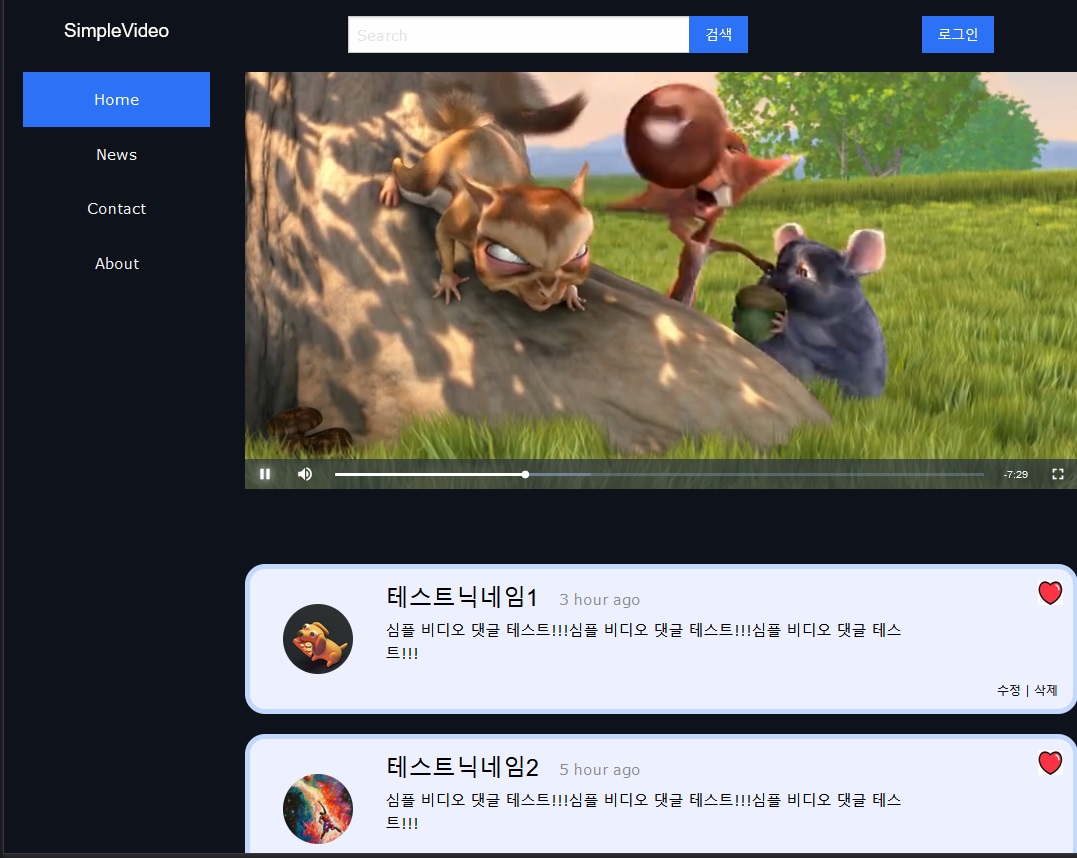 SimpleVideo
Search
검색
로그인
Home
News
Contact
About
-7:29
테스트닉네임1 3 hour ago
심플 비디오 댓글 테스트!!!심플 비디오 댓글 테스트!!!심플 비디오 댓글 테스
트!!!
수정 | 삭제
테스트닉네임2 5 hour ago
심플 비디오 댓글 테스트!!!심플 비디오 댓글 테스트!!!심플 비디오 댓글 테스
트!!!